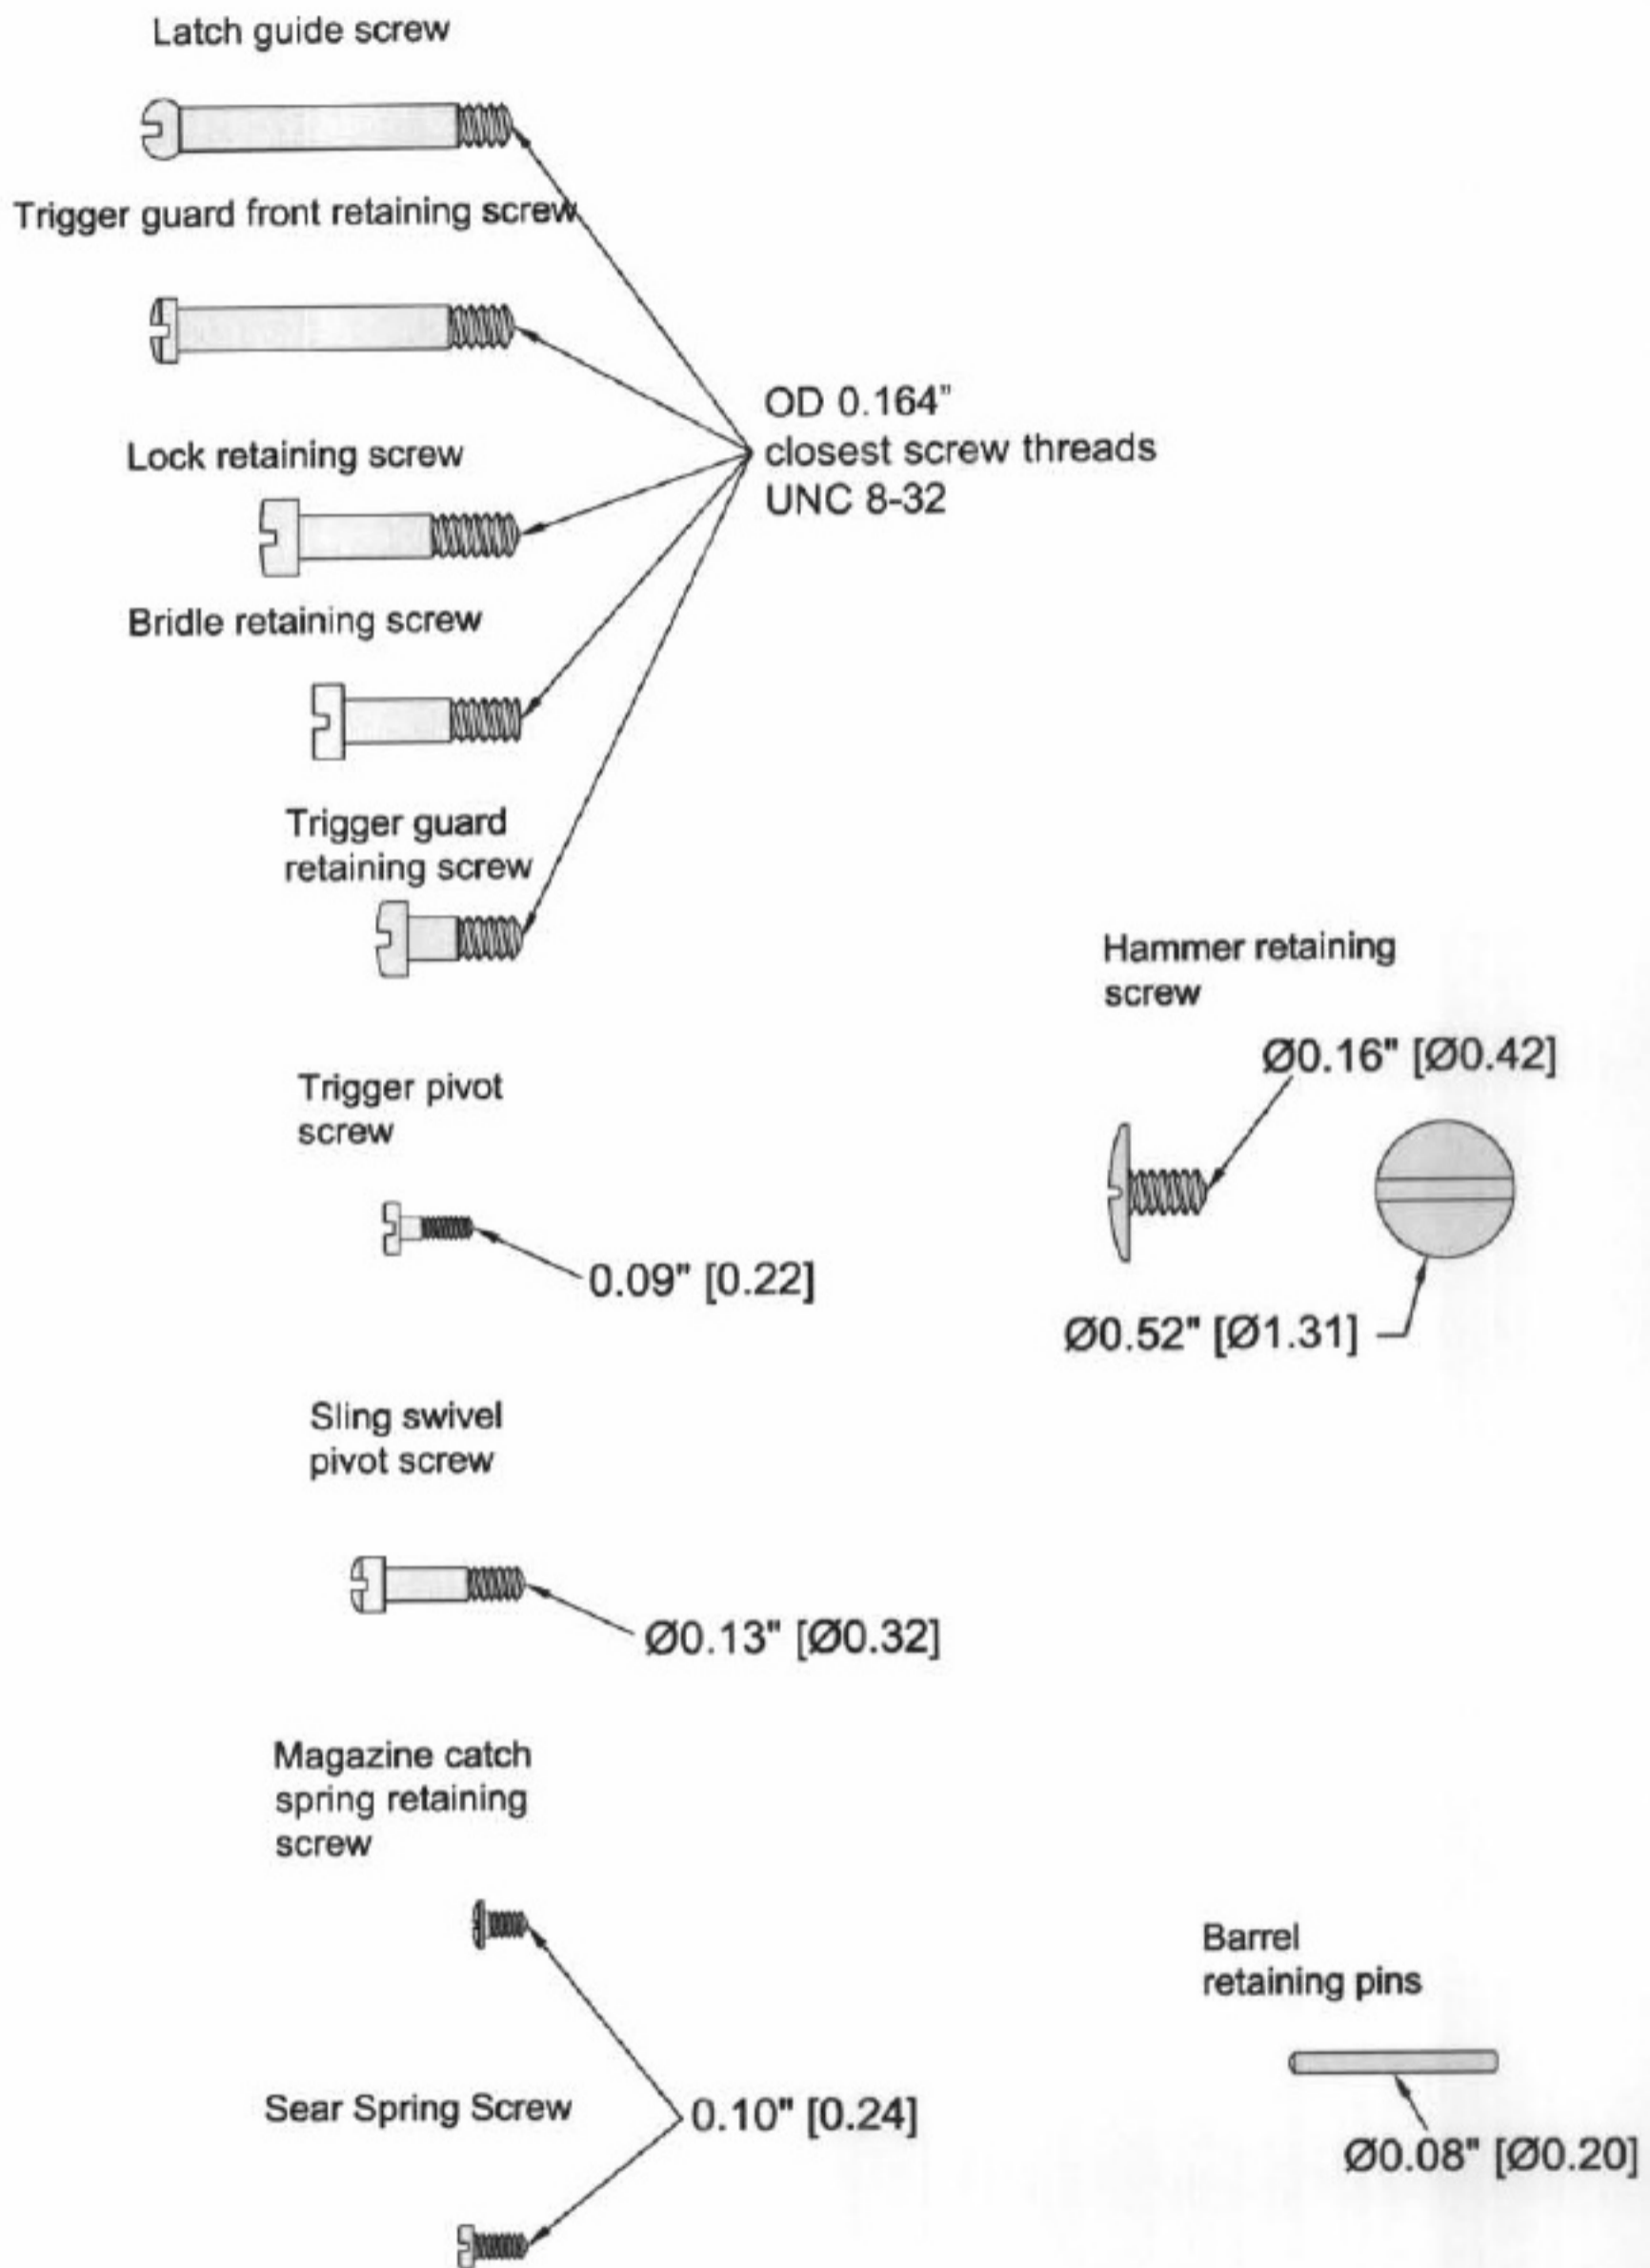 Latch guide screw
Trigger guard front retaining screw
OD 0.164"
closest screw threads
UNC 8-32
Lock retaining screw
Bridle retaining screw
Trigger guard
retaining screw
Hammer retaining
screw
Ø0.16" [Ø0.42]
Ø0.52" [Ø1.31]
Trigger pivot
screw
0.09" [0.22]
Sling swivel
pivot screw
Ø0.13" [Ø0.32]
Magazine catch
spring retaining
screw
Sear Spring Screw
0.10" [0.24]
Barrel
retaining pins
Ø0.08" [Ø0.20]